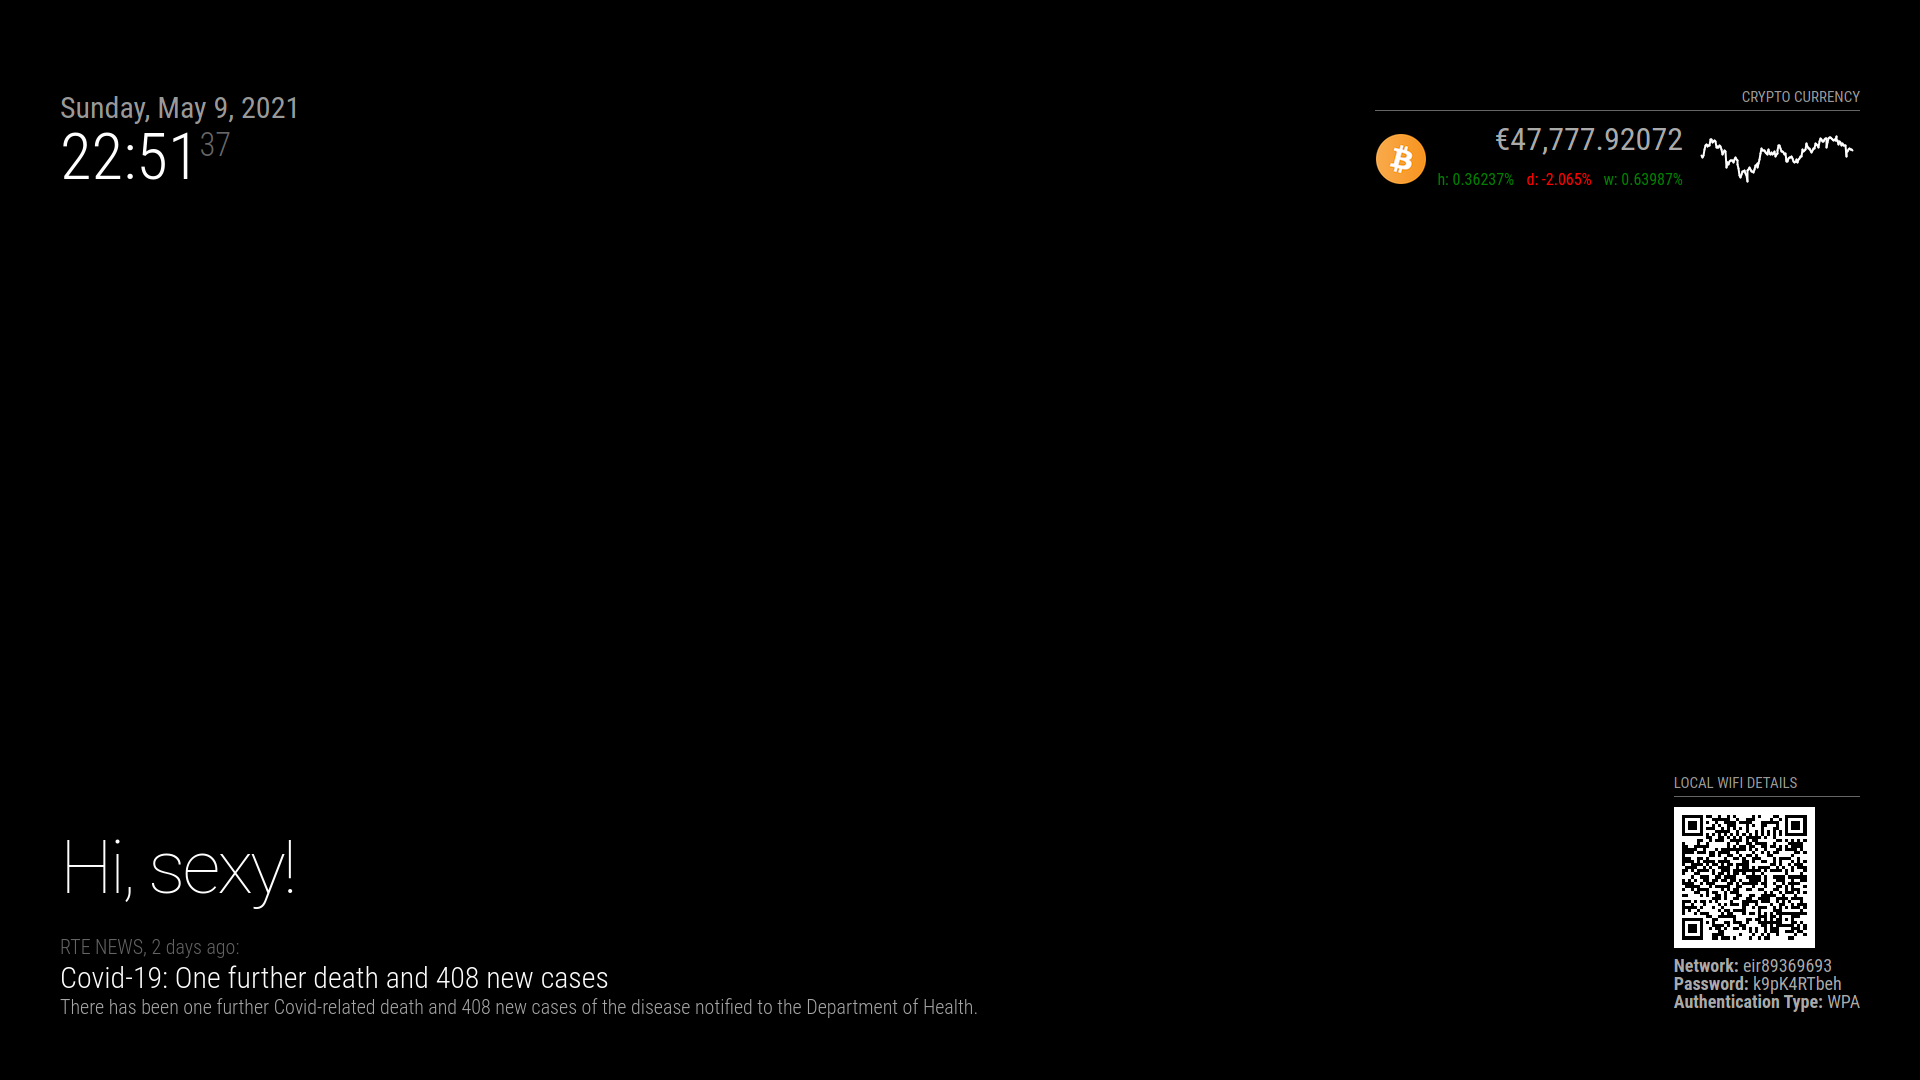 Sunday, May 9, 2021
22:51 37
CRYPTO CURRENCY
€47,777.92072
h: 0.36237% d: -2.065% w: 0.63987%
Hi, sexy!
RTE NEWS, 2 days ago:
Covid-19: One further death and 408 new cases
There has been one further Covid-related death and 408 new cases of the disease notified to the Department of Health.
LOCAL WIFI DETAILS
Network: eir89369693
Password: k9pK4RTbeh
Authentication Type: WPA